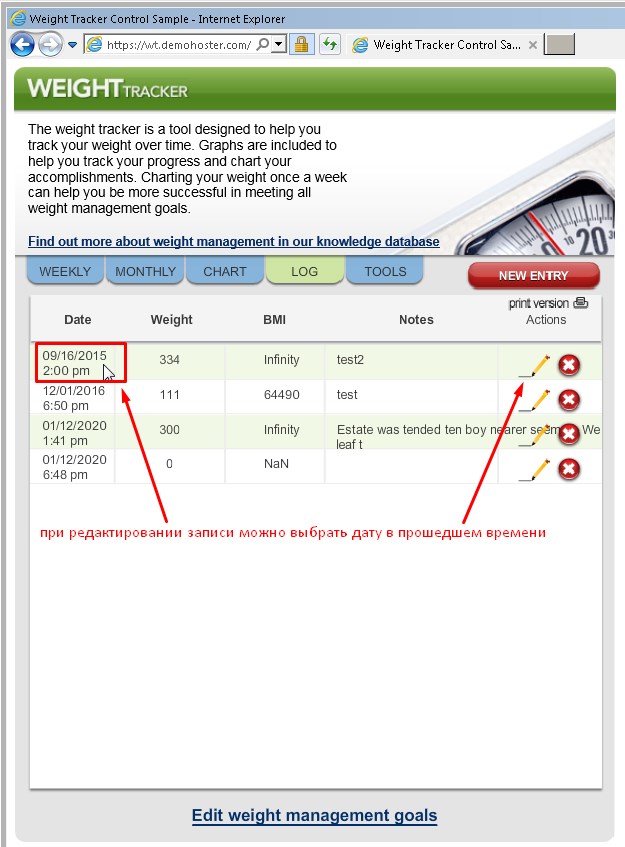 Weight Tracker Control Sample - Internet Explorer
https://wt.demohoster.com/
Weight Tracker Control Sa...
WEIGHTTRACKER
The weight tracker is a tool designed to help you
track your weight over time. Graphs are included to
help you track your progress and chart your
accomplishments. Charting your weight once a week
can help you be more successful in meeting all
weight management goals.
20
Find out more about weight management in our knowledge database
WEEKLY MONTHLY CHART LOG TOOLS NEW ENTRY
print version
Date Weight BMI Notes Actions
09/16/2015 334 Infinity test2
2:00 pm
12/01/2016 111 64490 test
6:50 pm
01/12/2020 300 Infinity Estate was tended ten boy nearer seem We
1:41 pm leaf t
01/12/2020 0 NaN
6:48 pm
при редактировании записи можно выбрать дату в прошедшем времени
Edit weight management goals